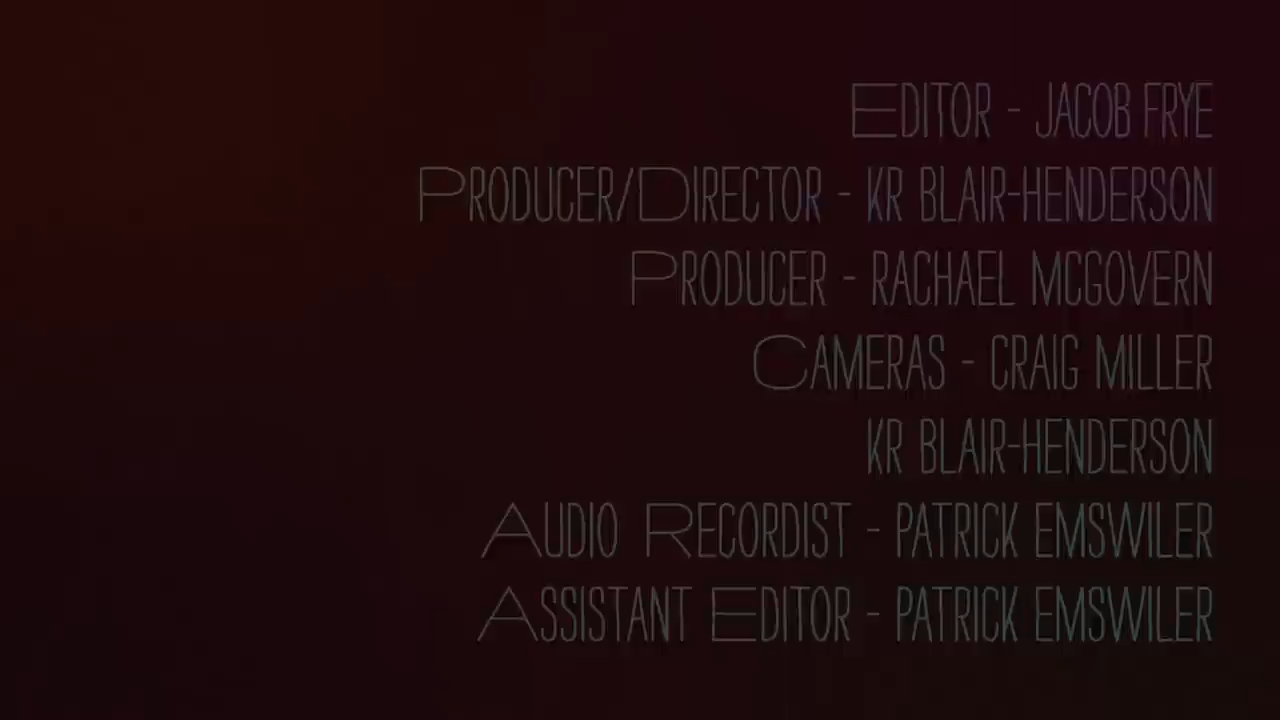 Editor - JACOB FRYE
Producer/Director - KR BLAIR-HENDERSON
Producer - RACHAEL MCGOVERN
Cameras - CRAIG MILLER
KR BLAIR-HENDERSON
Audio Recordist - PATRICK EMSWILER
Assistant Editor - PATRICK EMSWILER